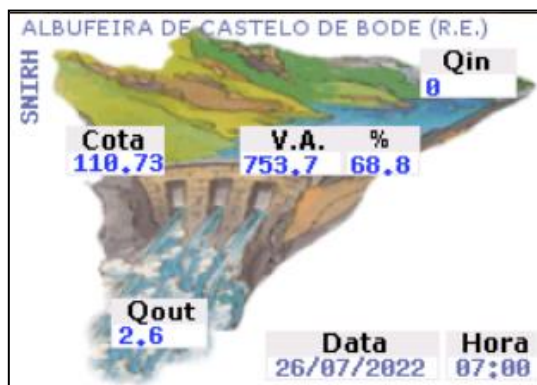 ALBUFEIRA DE CASTELO DE BODE (R.E.)
SNIRH
Qin
0
Cota
110.73
V.A. %
753.7 68.8
Qout
2.6
Data Hora
26/07/2022 07:00